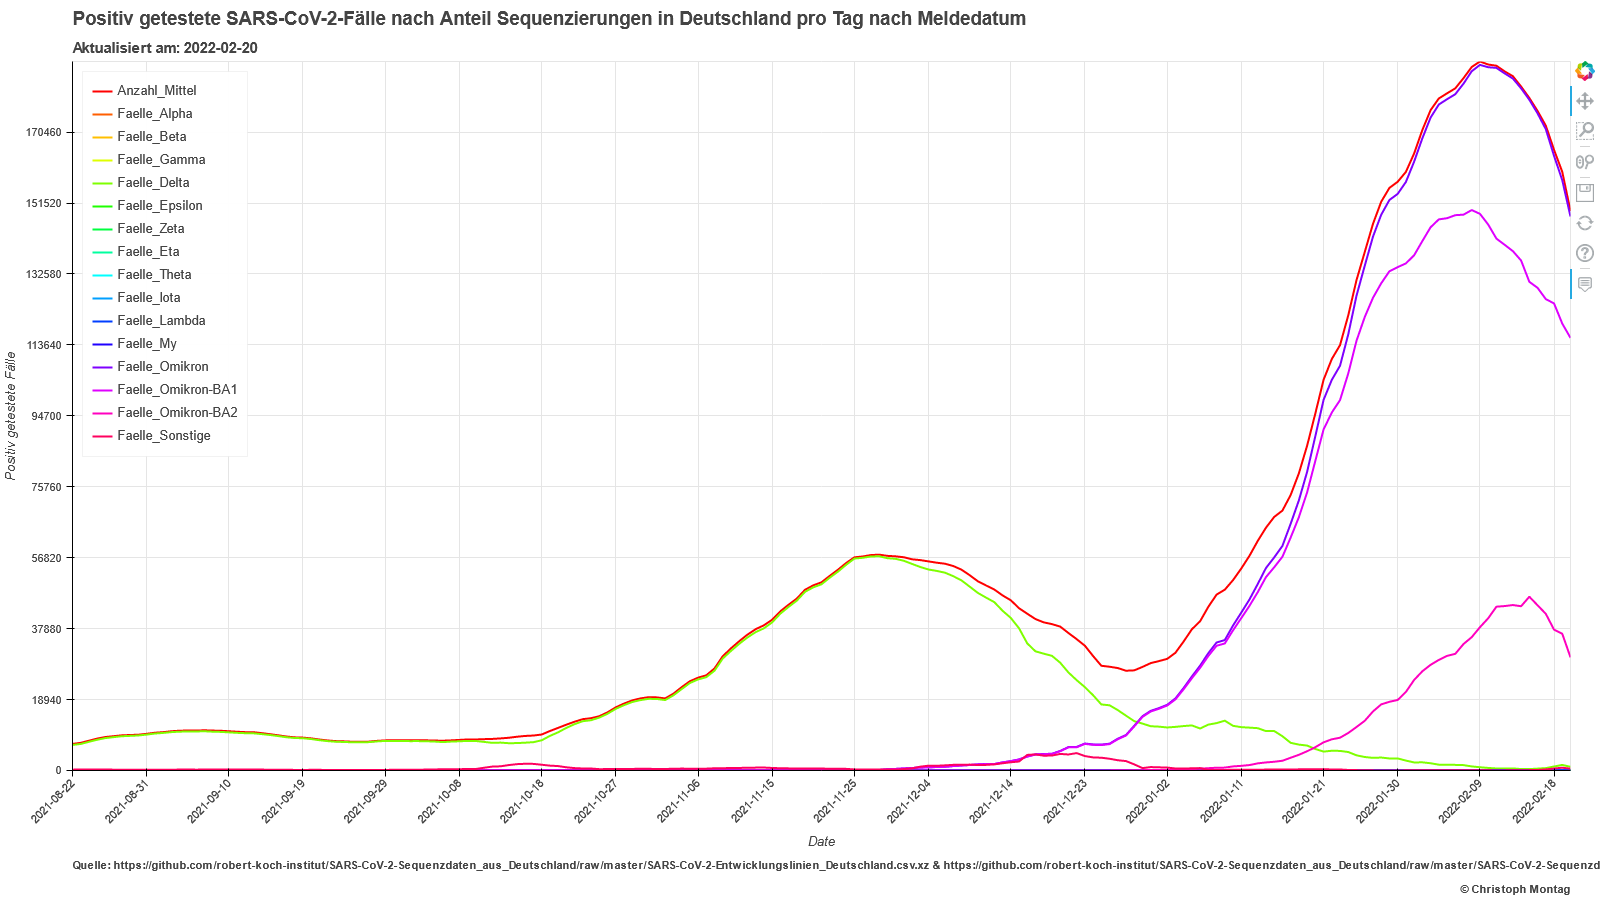 Positiv getestete SARS-CoV-2-Fälle nach Anteil Sequenzierungen in Deutschland pro Tag nach Meldedatum
Aktualisiert am: 2022-02-20
Anzahl_Mittel
Faelle_Alpha
Faelle_Beta
Faelle_Gamma
Faelle_Delta
Faelle_Epsilon
Faelle_Zeta
Faelle_Eta
Faelle_Theta
Faelle_Iota
Faelle_Lambda
Faelle_My
Faelle_Omikron
Faelle_Omikron-BA1
Faelle_Omikron-BA2
Faelle_Sonstige
170460
151520
132580
113640
94700
75760
56820
37880
18940
0
Positiv getestete Fälle
2021-08-22
2021-08-31
2021-09-10
2021-09-19
2021-09-29
2021-10-08
2021-10-18
2021-10-27
2021-11-06
2021-11-15
2021-11-25
2021-12-04
2021-12-14
2021-12-23
2022-01-02
2022-01-11
2022-01-21
2022-01-30
2022-02-09
2022-02-18
Date
Quelle: https://github.com/robert-koch-institut/SARS-CoV-2-Sequenzdaten_aus_Deutschland/raw/master/SARS-CoV-2-Entwicklungslinien_Deutschland.csv.xz & https://github.com/robert-koch-institut/SARS-CoV-2-Sequenzdaten_aus_Deutschland/raw/master/SARS-CoV-2-Sequenzd
© Christoph Montag